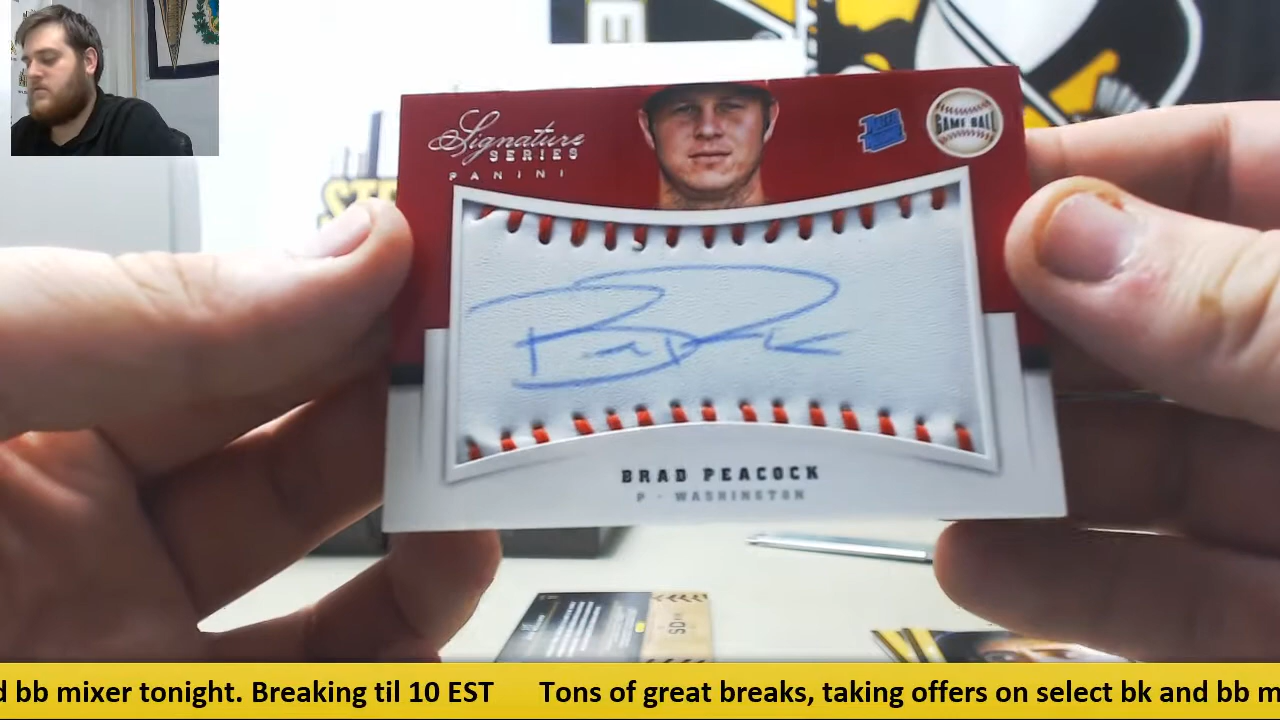 Signature
SERIES
PANINI
GAME BALL
BRAD PEACOCK
P - WASHINGTON
SD
d bb mixer tonight. Breaking til 10 EST Tons of great breaks, taking offers on select bk and bb m